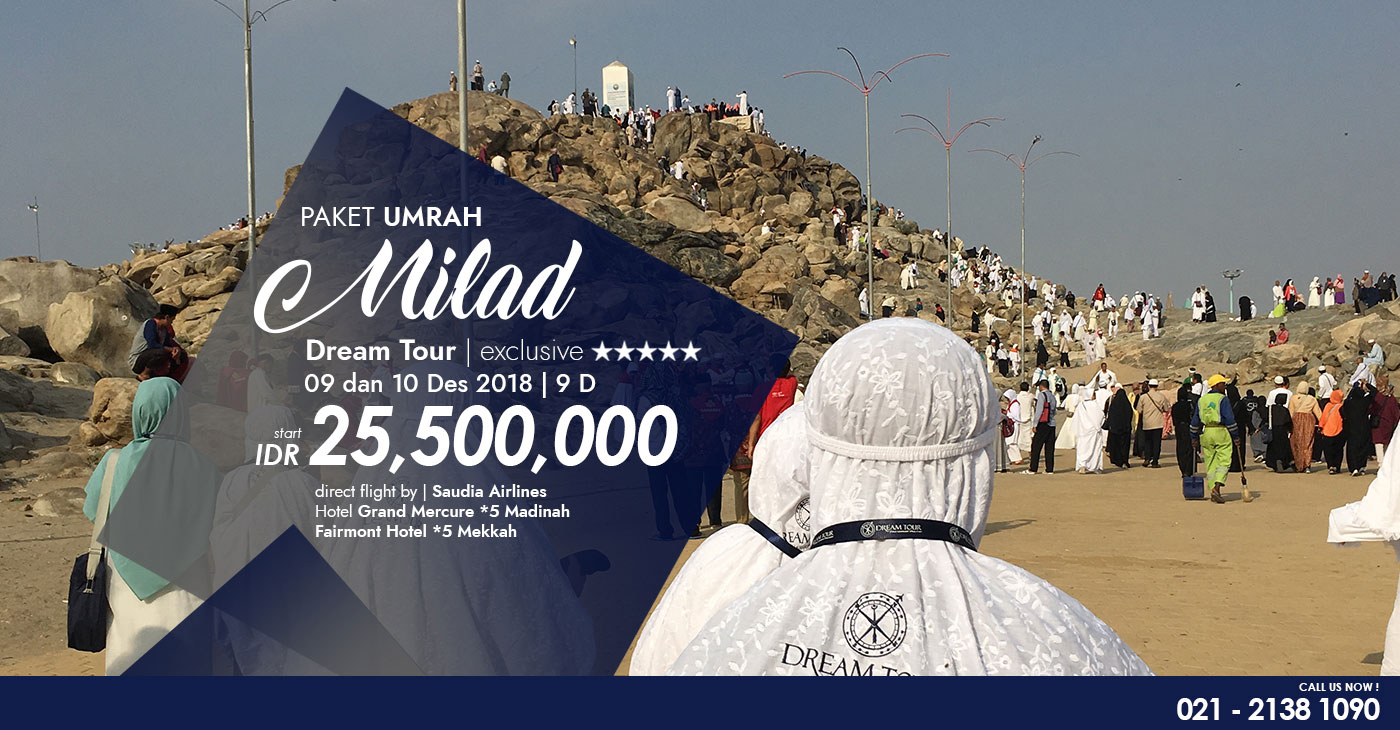 PAKET UMRAH
Milad
Dream Tour | exclusive ★★★★★
09 dan 10 Des 2018 | 9 D
start
IDR 25,500,000
direct flight by | Saudia Airlines
Hotel Grand Mercure *5 Madinah
Fairmont Hotel *5 Mekkah
DREAM TOUR
DREAM TO
CALL US NOW !
021 - 2138 1090